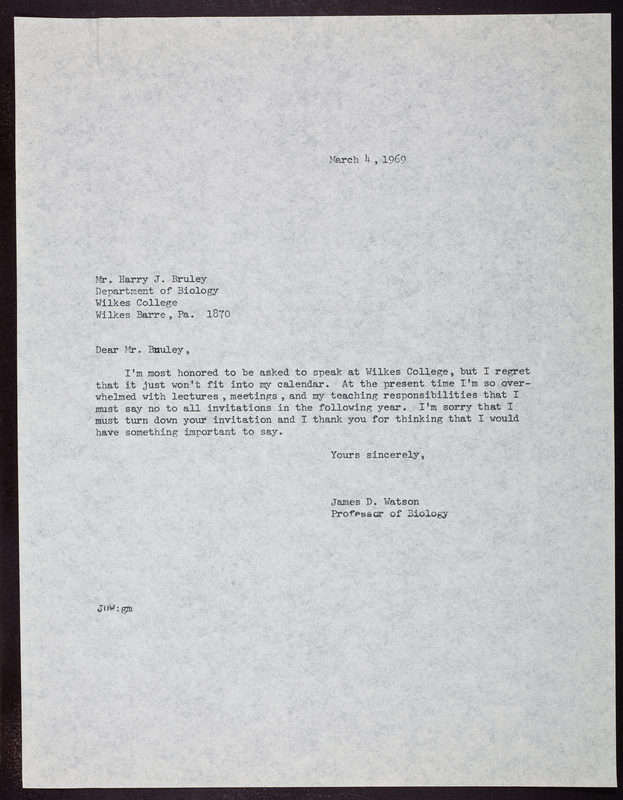 March 4, 1969
Mr. Harry J. Bruley
Department of Biology
Wilkes College
Wilkes Barre, Pa. 1870
Dear Mr. Bruley,
I'm most honored to be asked to speak at Wilkes College, but I regret
that it just won't fit into my calendar. At the present time I'm so over-
whelmed with lectures, meetings, and my teaching responsibilities that I
must say no to all invitations in the following year. I'm sorry that I
must turn down your invitation and I thank you for thinking that I would
have something important to say.
Yours sincerely,
James D. Watson
Professor of Biology
JDW:gm